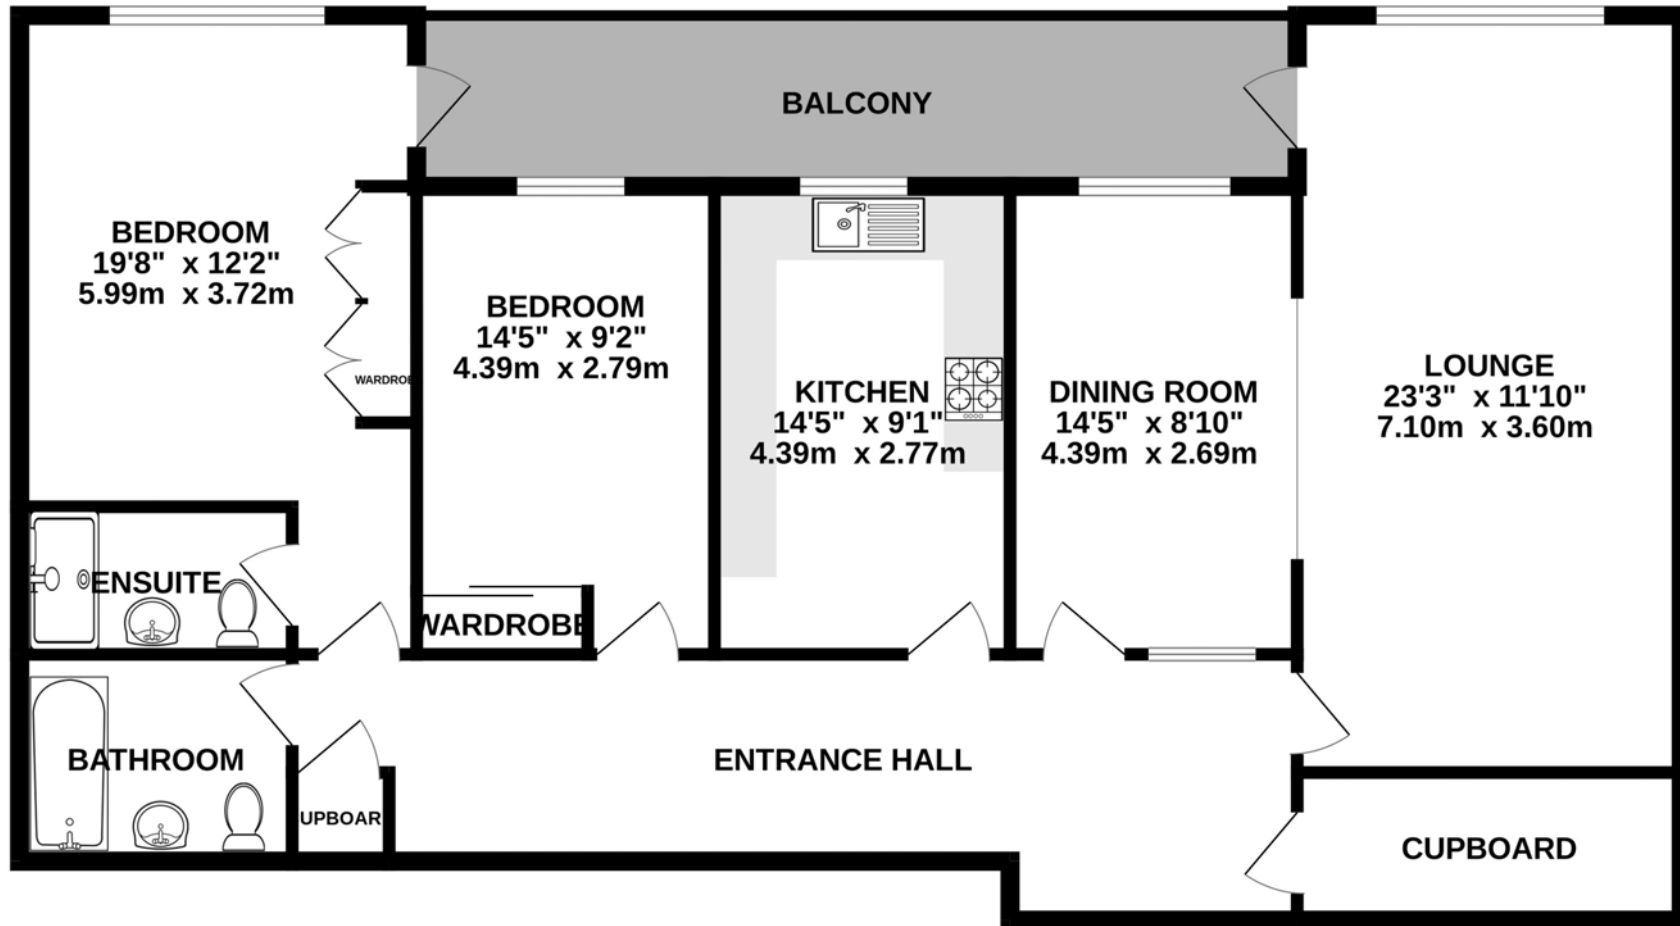 BALCONY
BEDROOM
19'8" x 12'2"
5.99m x 3.72m
BEDROOM
14'5" x 9'2"
4.39m x 2.79m
WARDROB
KITCHEN
14'5" x 9'1"
4.39m x 2.77m
DINING ROOM
14'5" x 8'10"
4.39m x 2.69m
LOUNGE
23'3" x 11'10"
7.10m x 3.60m
ENSUITE
WARDROBE
BATHROOM
UPBOAR
ENTRANCE HALL
CUPBOARD